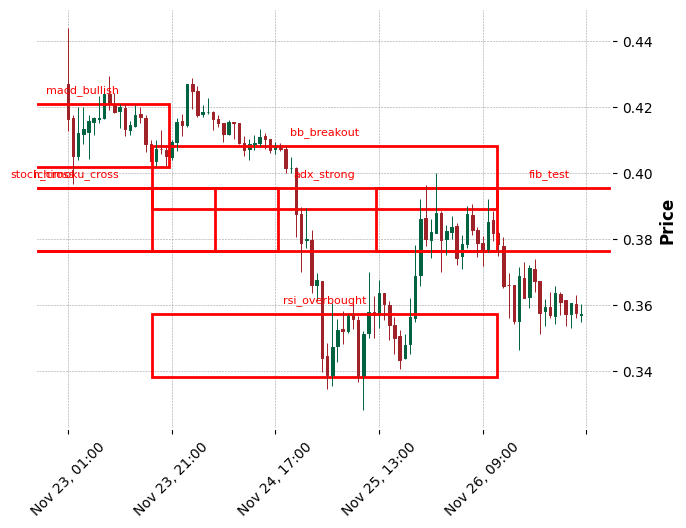 0.44
macd_bullish
0.42
bb_breakout
0.40
adx_strong
fib_test
0.38
Price
0.36
rsi_overbought
0.34
Nov 23, 01:00
Nov 23, 21:00
Nov 24, 17:00
Nov 25, 13:00
Nov 26, 09:00